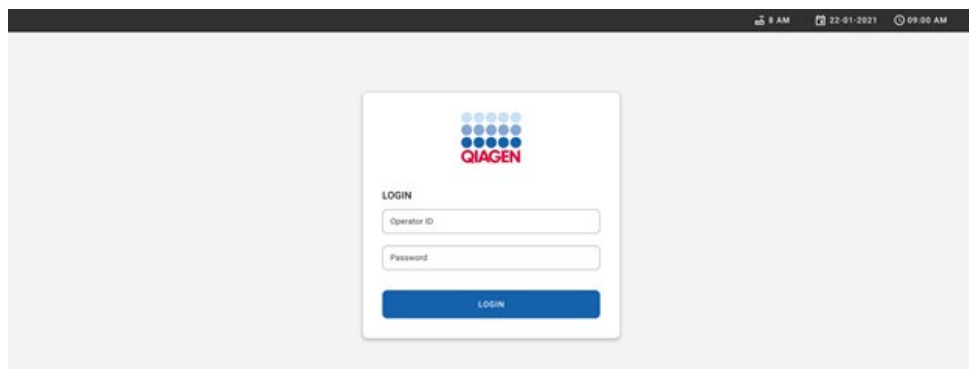 8 AM 22-01-2021 09:00 AM
QIAGEN
LOGIN
Operator ID
Password
LOGIN